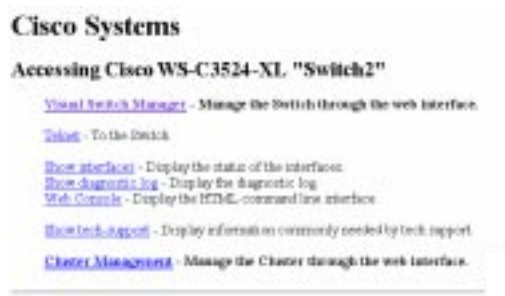 Cisco Systems
Accessing Cisco WS-C3524-XL "Switch2"
Visual Switch Manager - Manage the Switch through the web interface.
Telnet - To the Switch
Show interfaces - Display the status of the interfaces.
Show diagnostic log - Display the diagnostic log.
Web Console - Display the HTML-command line interface.
Show tech-support - Display information commonly needed by tech support.
Cluster Management - Manage the Cluster through the web interface.